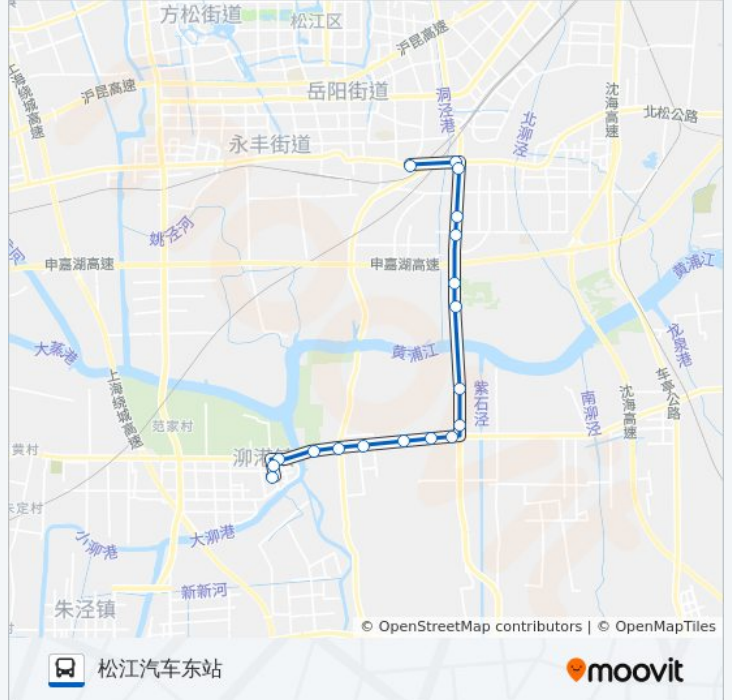 方松街道
松江区
沪昆高速
上海绕城高速
沪昆高速
岳阳街道
洞泾港
北泖泾
沈海高速
北松公路
永丰街道
姚泾河
申嘉湖高速
申嘉湖高速
黄浦江
大蒸港
黄浦江
龙泉港
上海绕城高速
紫石泾
南泖泾
沈海高速
车亭公路
范家村
黄村
泖港
朱定村
小泖港
大泖港
新新河
朱泾镇
© OpenStreetMap contributors | © OpenMapTiles
松江汽车东站
moovit